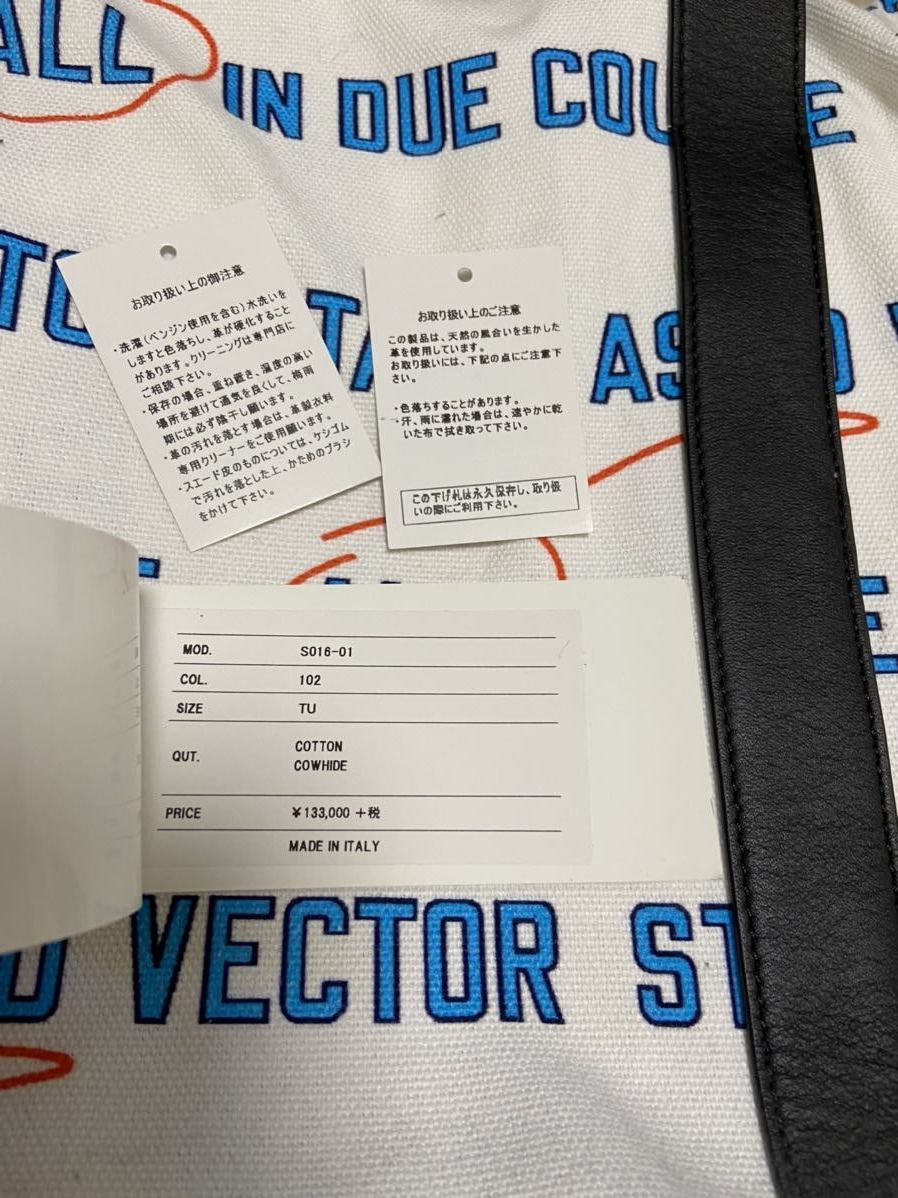 ALL
IN DUE COU
E
TO
TA
AS
お取り扱い上の御注意
・洗濯(ベンジン使用を含む)水洗いを
しますと色落ちし、革が硬化すること
があります。クリーニングは専門店に
ご相談下さい。
・保存の場合、重ね置き、温度の高い
場所を避けて通気を良くして、梅雨
期には必ず陰干し願います。
・革の汚れを落とす場合は、革製衣料
専用クリーナーをご使用願います。
・スエード皮のものについては、ケシゴム
で汚れを落とした上、かためのブラシ
をかけて下さい。
お取り扱い上のご注意
この製品は、天然の風合いを生かした
革を使用しています。
お取り扱いには、下記の点にご注意下
さい。
・色落ちすることがあります。
・汗、雨に濡れた場合は、速やかに乾
いた布で拭き取って下さい。
この下げ札は永久保存し、取り扱
いの際にご利用下さい。
MOD. S016-01
COL. 102
SIZE TU
QUT. COTTON
COWHIDE
PRICE ¥133,000 +税
MADE IN ITALY
VECTOR ST